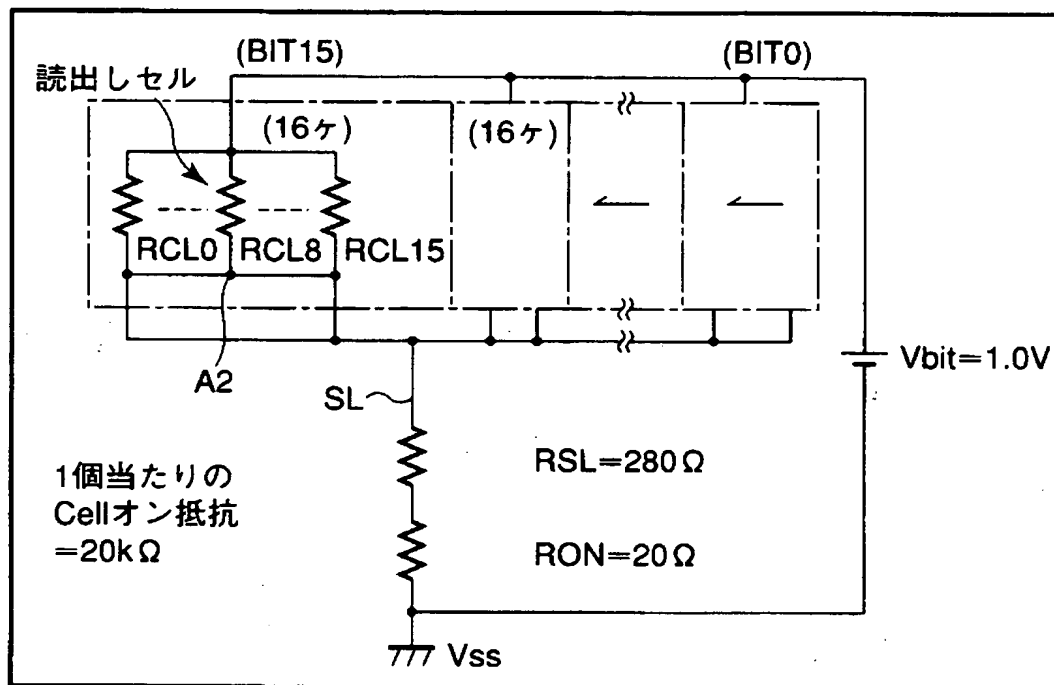 (BIT15)
(BIT0)
読出しセル
(16ヶ)
(16ヶ)
RCL0
RCL8
RCL15
A2
SL
Vbit=1.0V
RSL=280Ω
1個当たりの
Cellオン抵抗
=20kΩ
RON=20Ω
Vss